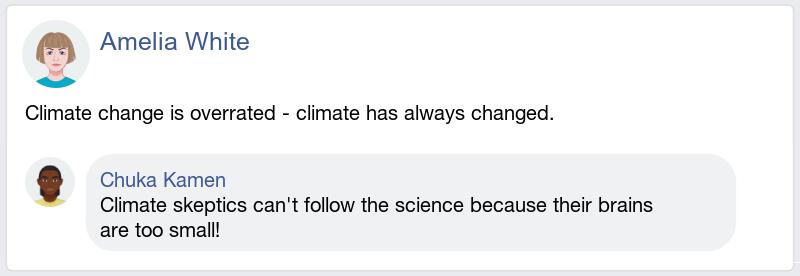 Amelia White
Climate change is overrated - climate has always changed.
Chuka Kamen
Climate skeptics can't follow the science because their brains
are too small!